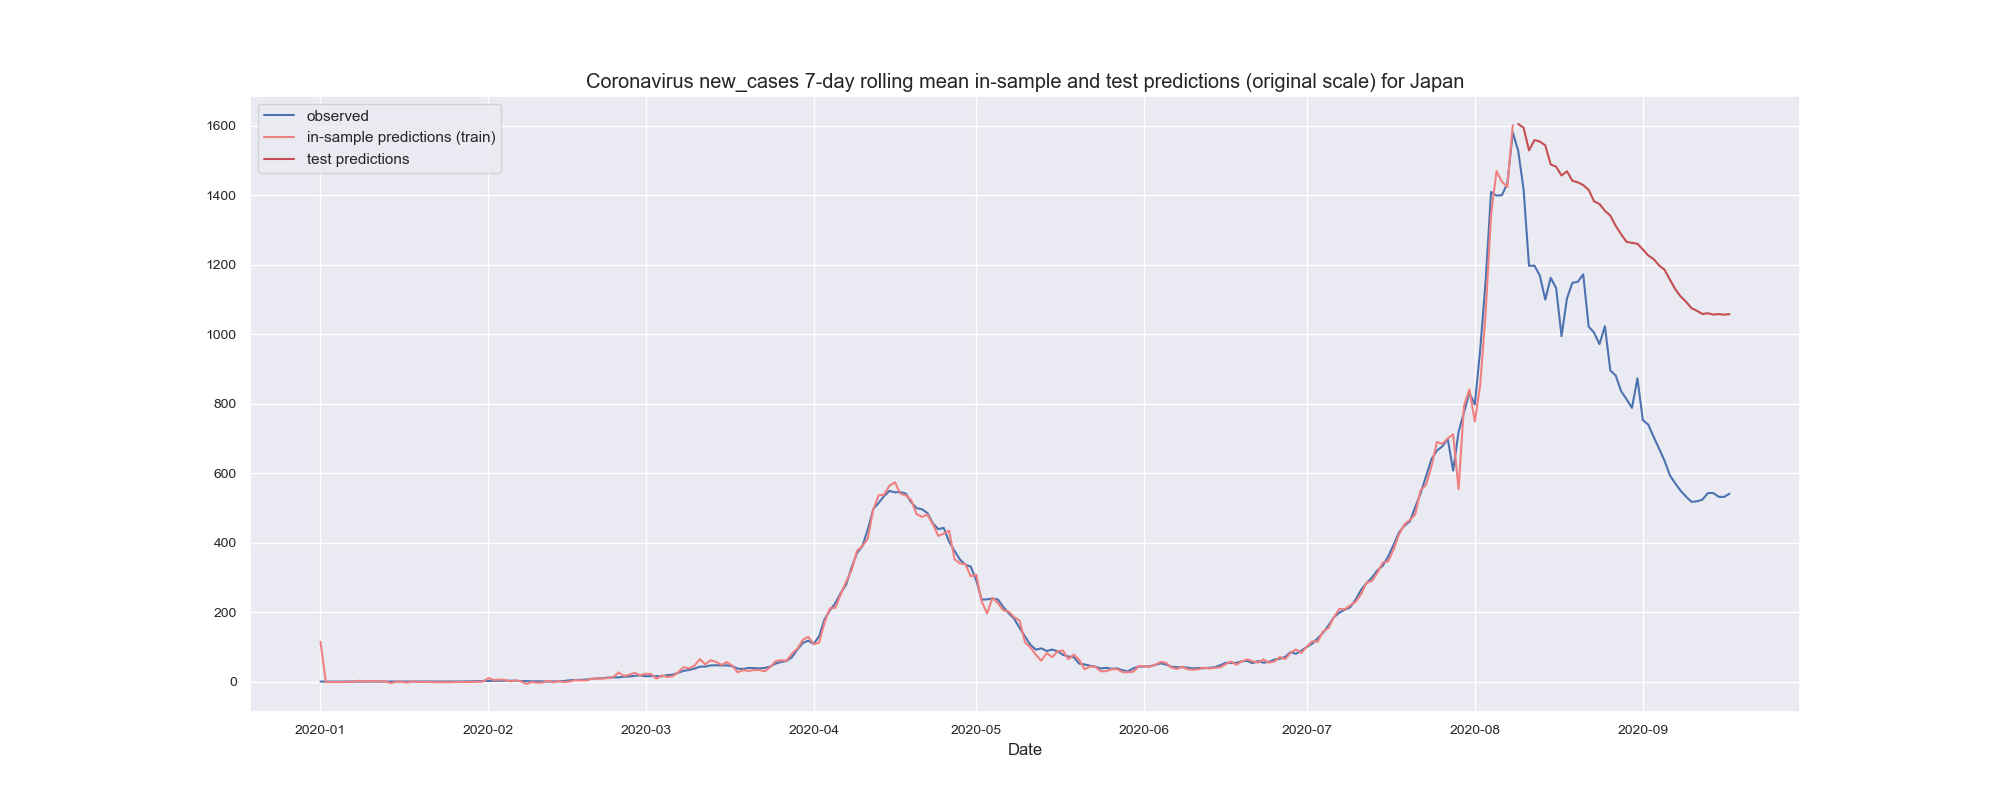 Coronavirus new_cases 7-day rolling mean in-sample and test predictions (original scale) for Japan
observed
in-sample predictions (train)
test predictions
1600
1400
1200
1000
800
600
400
200
0
2020-01 2020-02 2020-03 2020-04 2020-05 2020-06 2020-07 2020-08 2020-09
Date